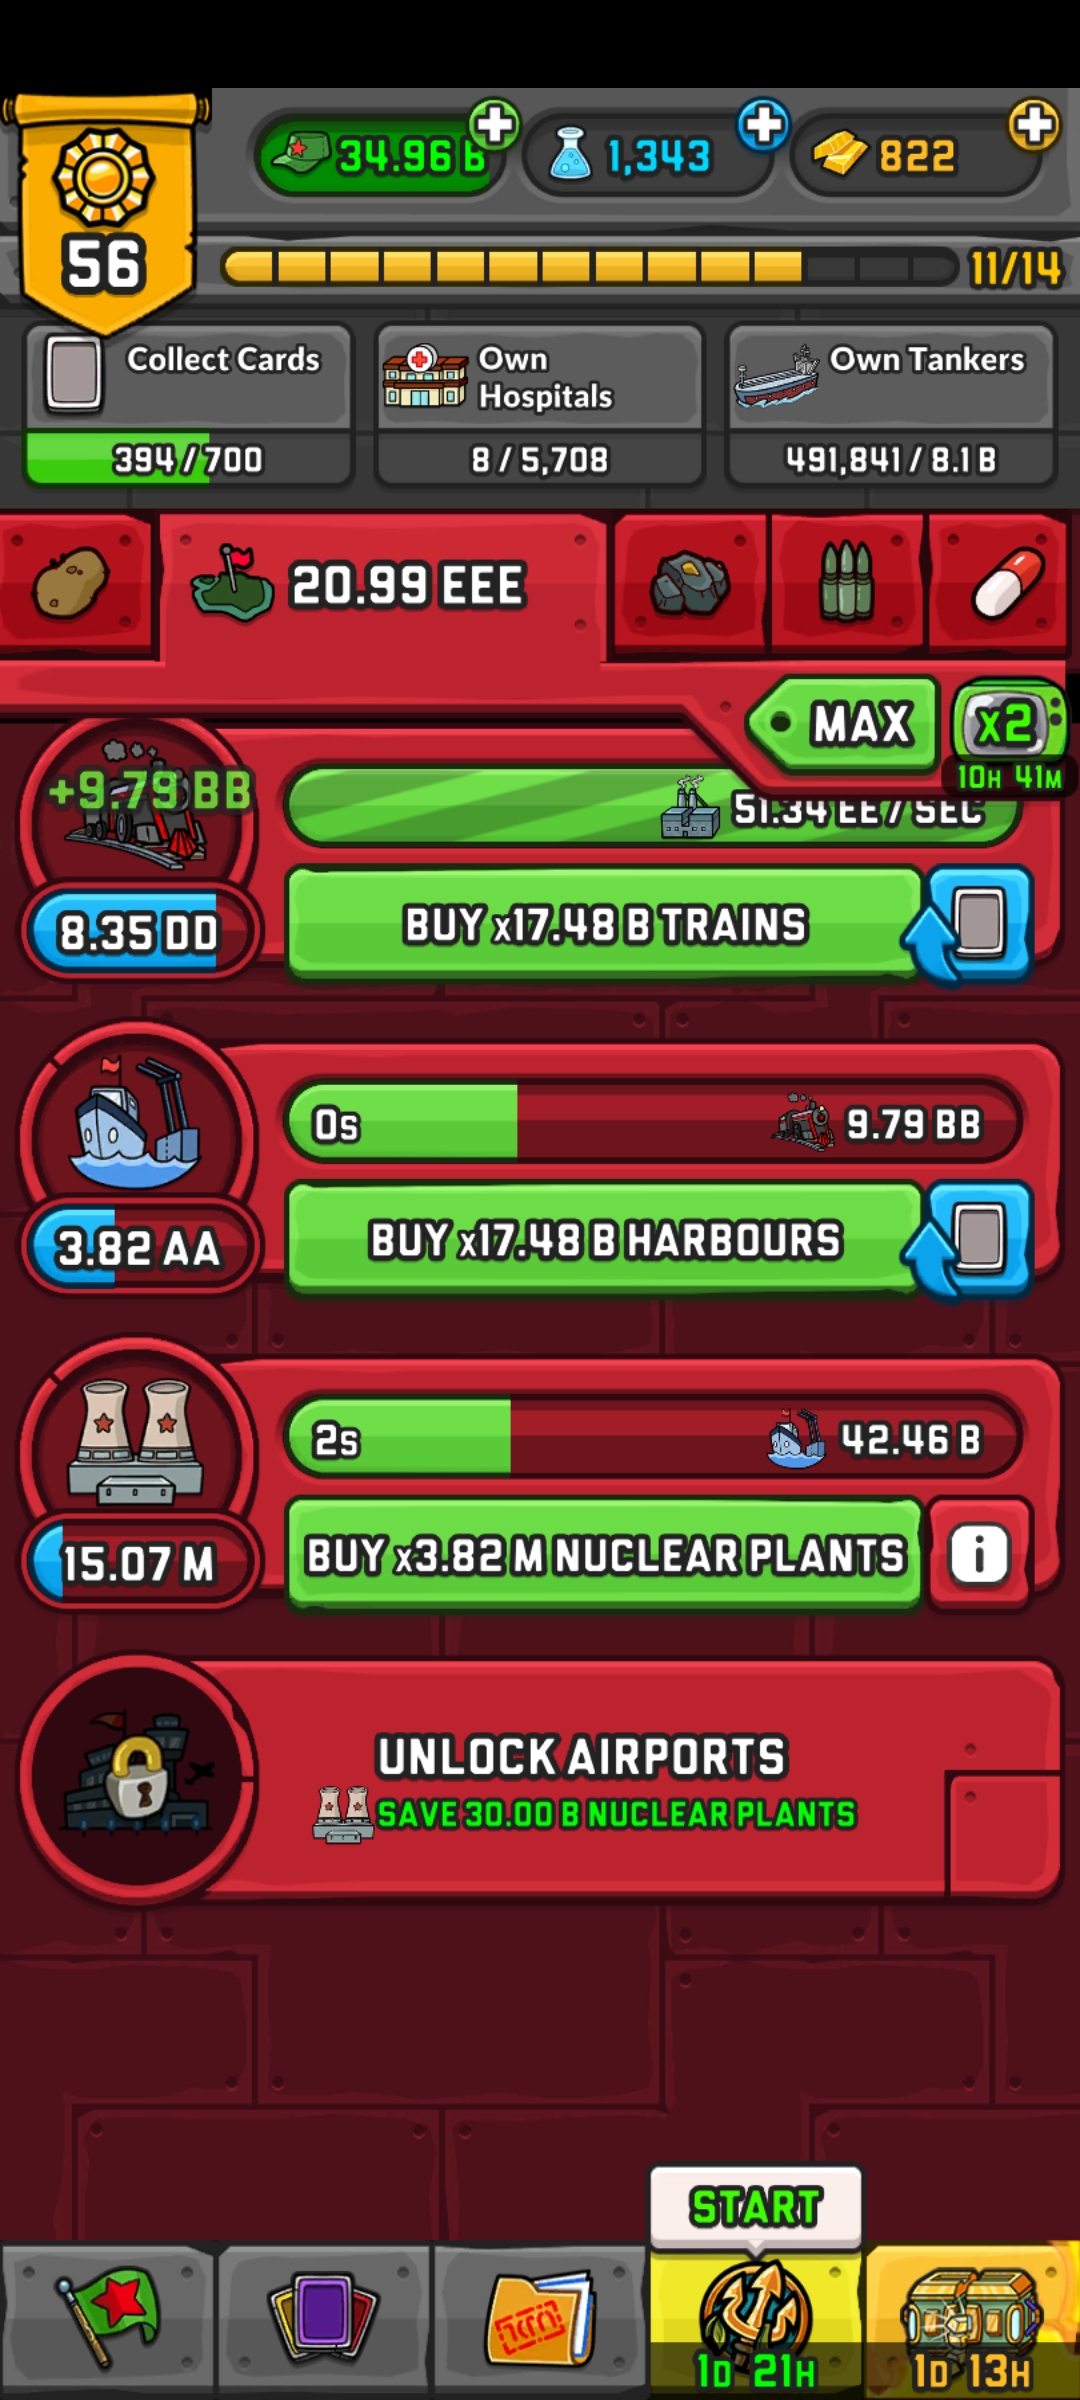 34.96 B
1,343
822
56
11/14
Collect Cards
394/700
Own
Hospitals
8/5,708
Own Tankers
491,841/8.1 B
20.99 EEE
MAX
x2
10H 41M
+9.79 BB
51.34 EE/SEC
8.35 DD
BUY x17.48 B TRAINS
0s
9.79 BB
3.82 AA
BUY x17.48 B HARBOURS
2s
42.46 B
15.07 M
BUY x3.82 M NUCLEAR PLANTS
i
UNLOCK AIRPORTS
SAVE 30.00 B NUCLEAR PLANTS
START
1D 21H
1D 13H